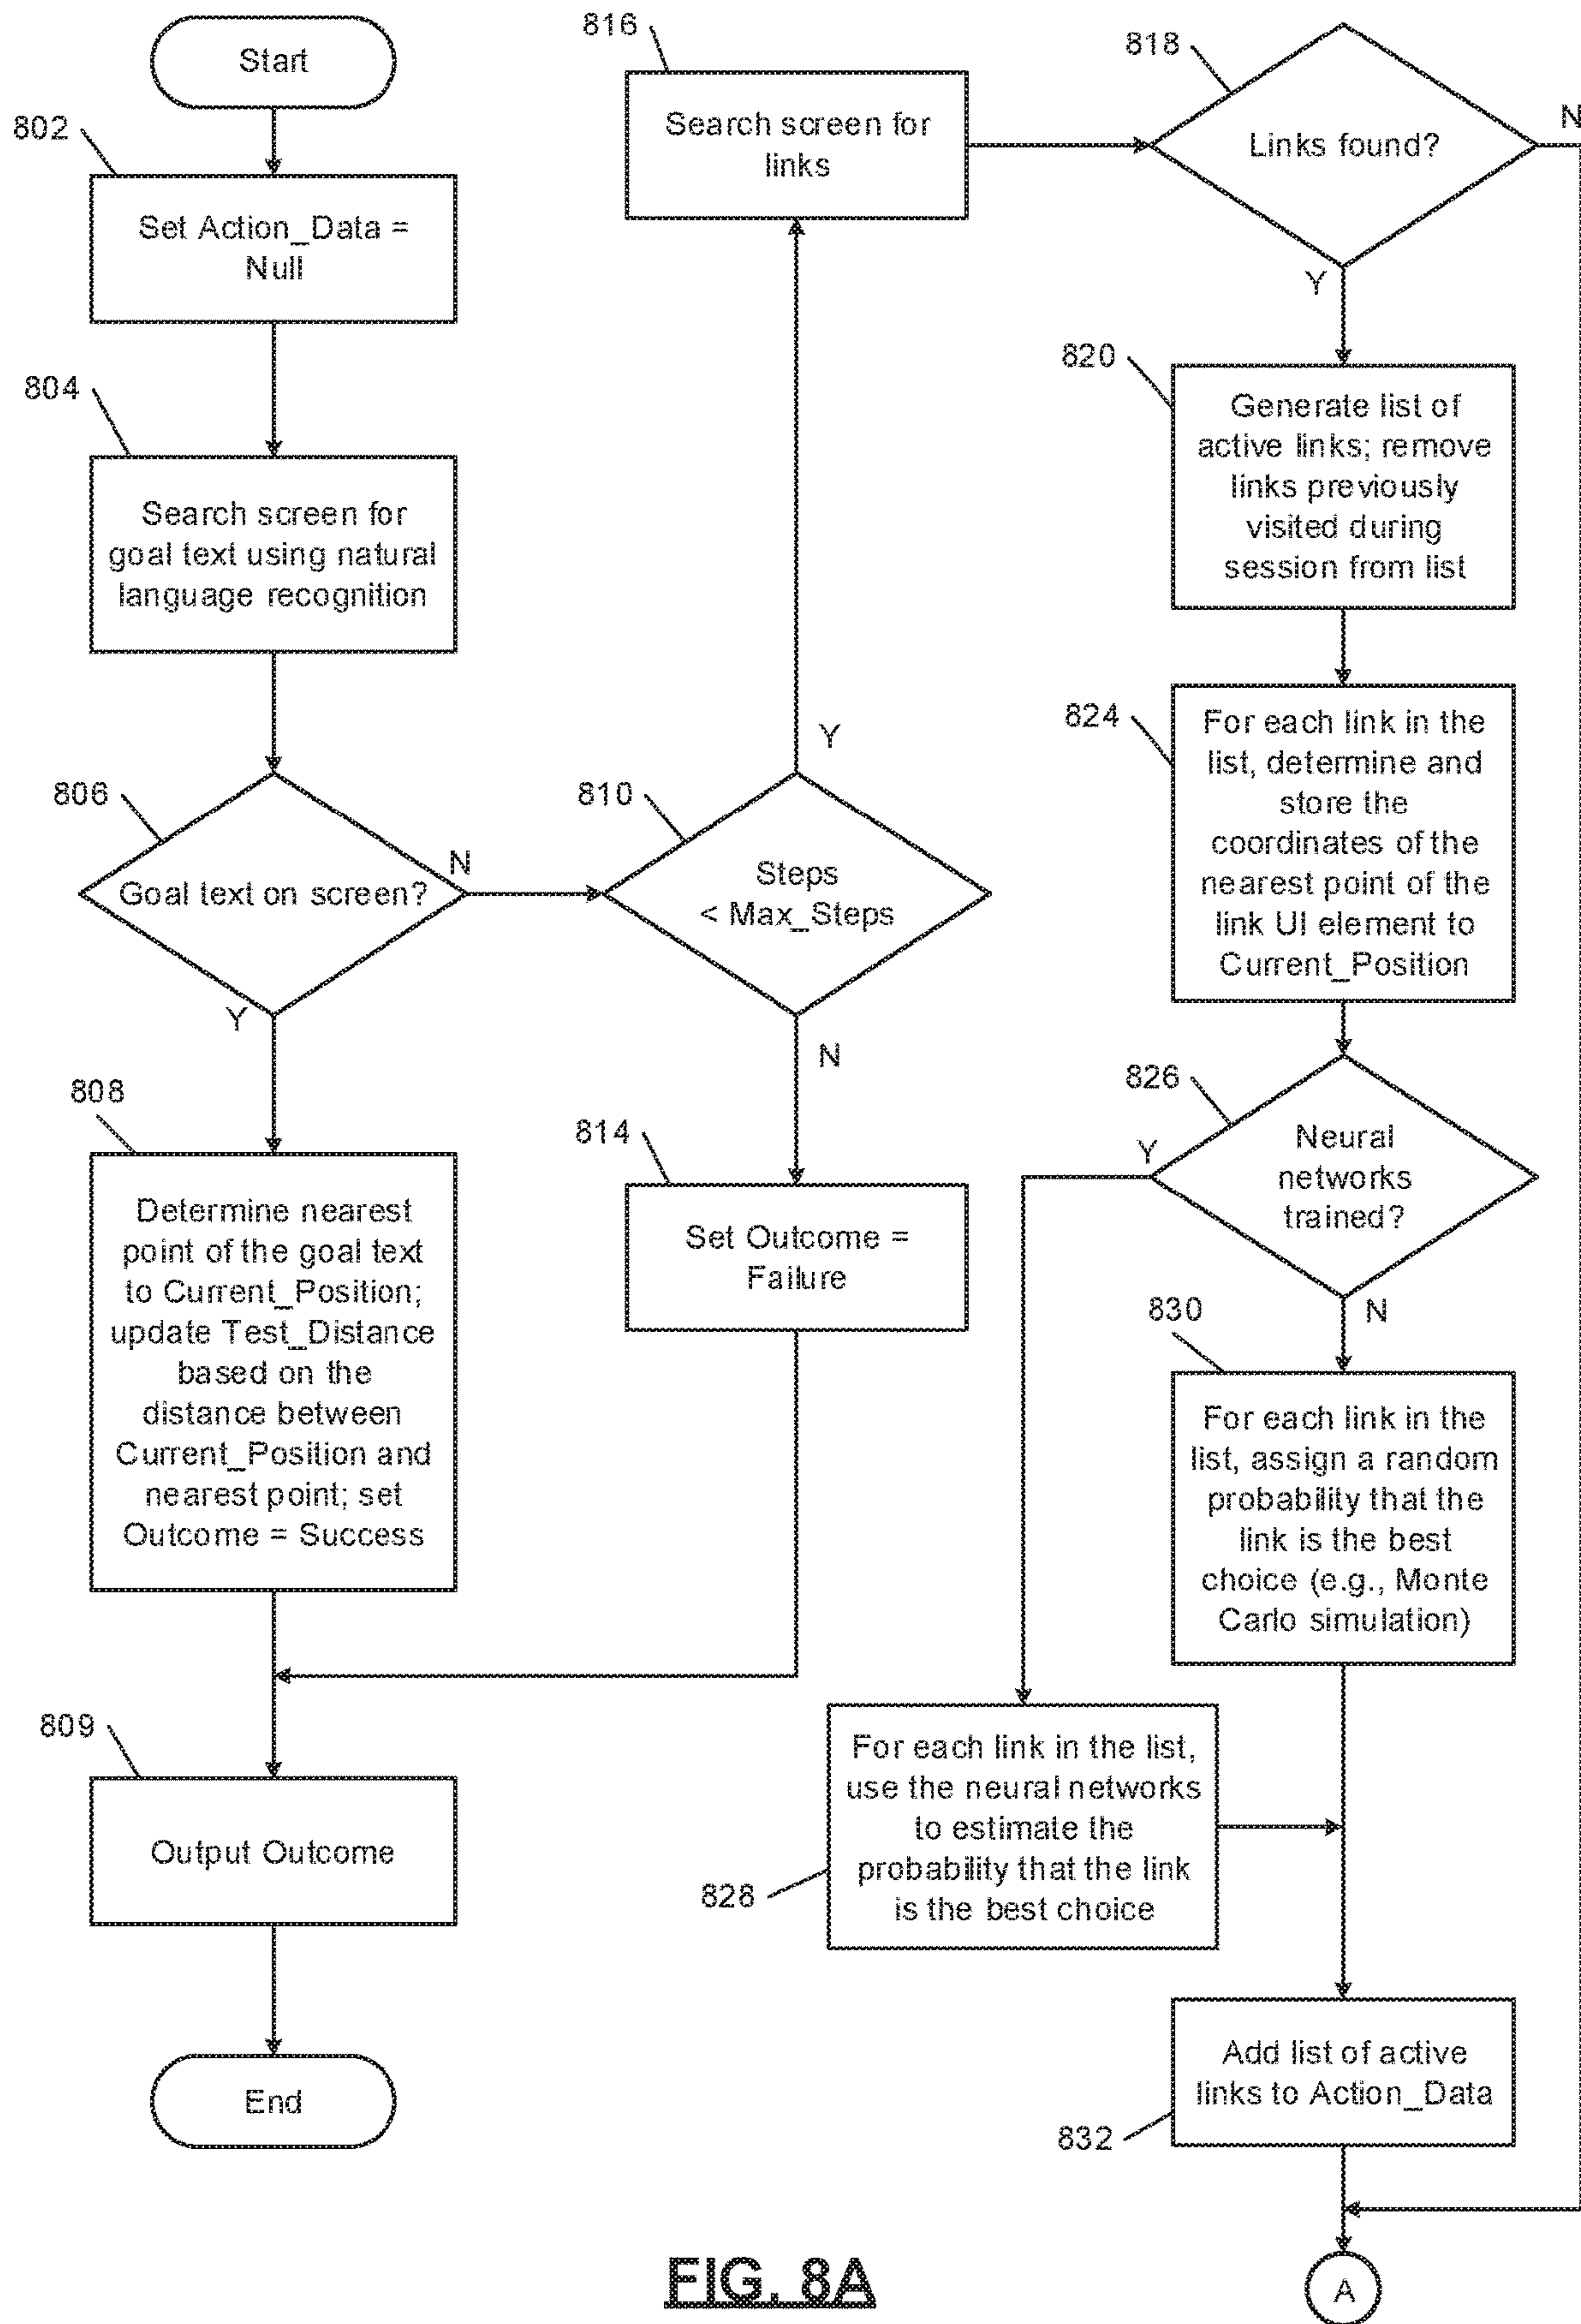 Start
802
Set Action_Data =
Null
804
Search screen for
goal text using natural
language recognition
806
Goal text on screen?
N
Y
808
Determine nearest
point of the goal text
to Current_Position;
update Test_Distance
based on the
distance between
Current_Position and
nearest point; set
Outcome = Success
809
Output Outcome
End
810
Steps
< Max_Steps
Y
N
814
Set Outcome =
Failure
816
Search screen for
links
818
Links found?
N
Y
820
Generate list of
active links; remove
links previously
visited during
session from list
824
For each link in the
list, determine and
store the
coordinates of the
nearest point of the
link UI element to
Current_Position
826
Neural
networks
trained?
Y
N
830
For each link in the
list, assign a random
probability that the
link is the best
choice (e.g., Monte
Carlo simulation)
828
For each link in the list,
use the neural networks
to estimate the
probability that the link
is the best choice
832
Add list of active
links to Action_Data
A
FIG. 8A